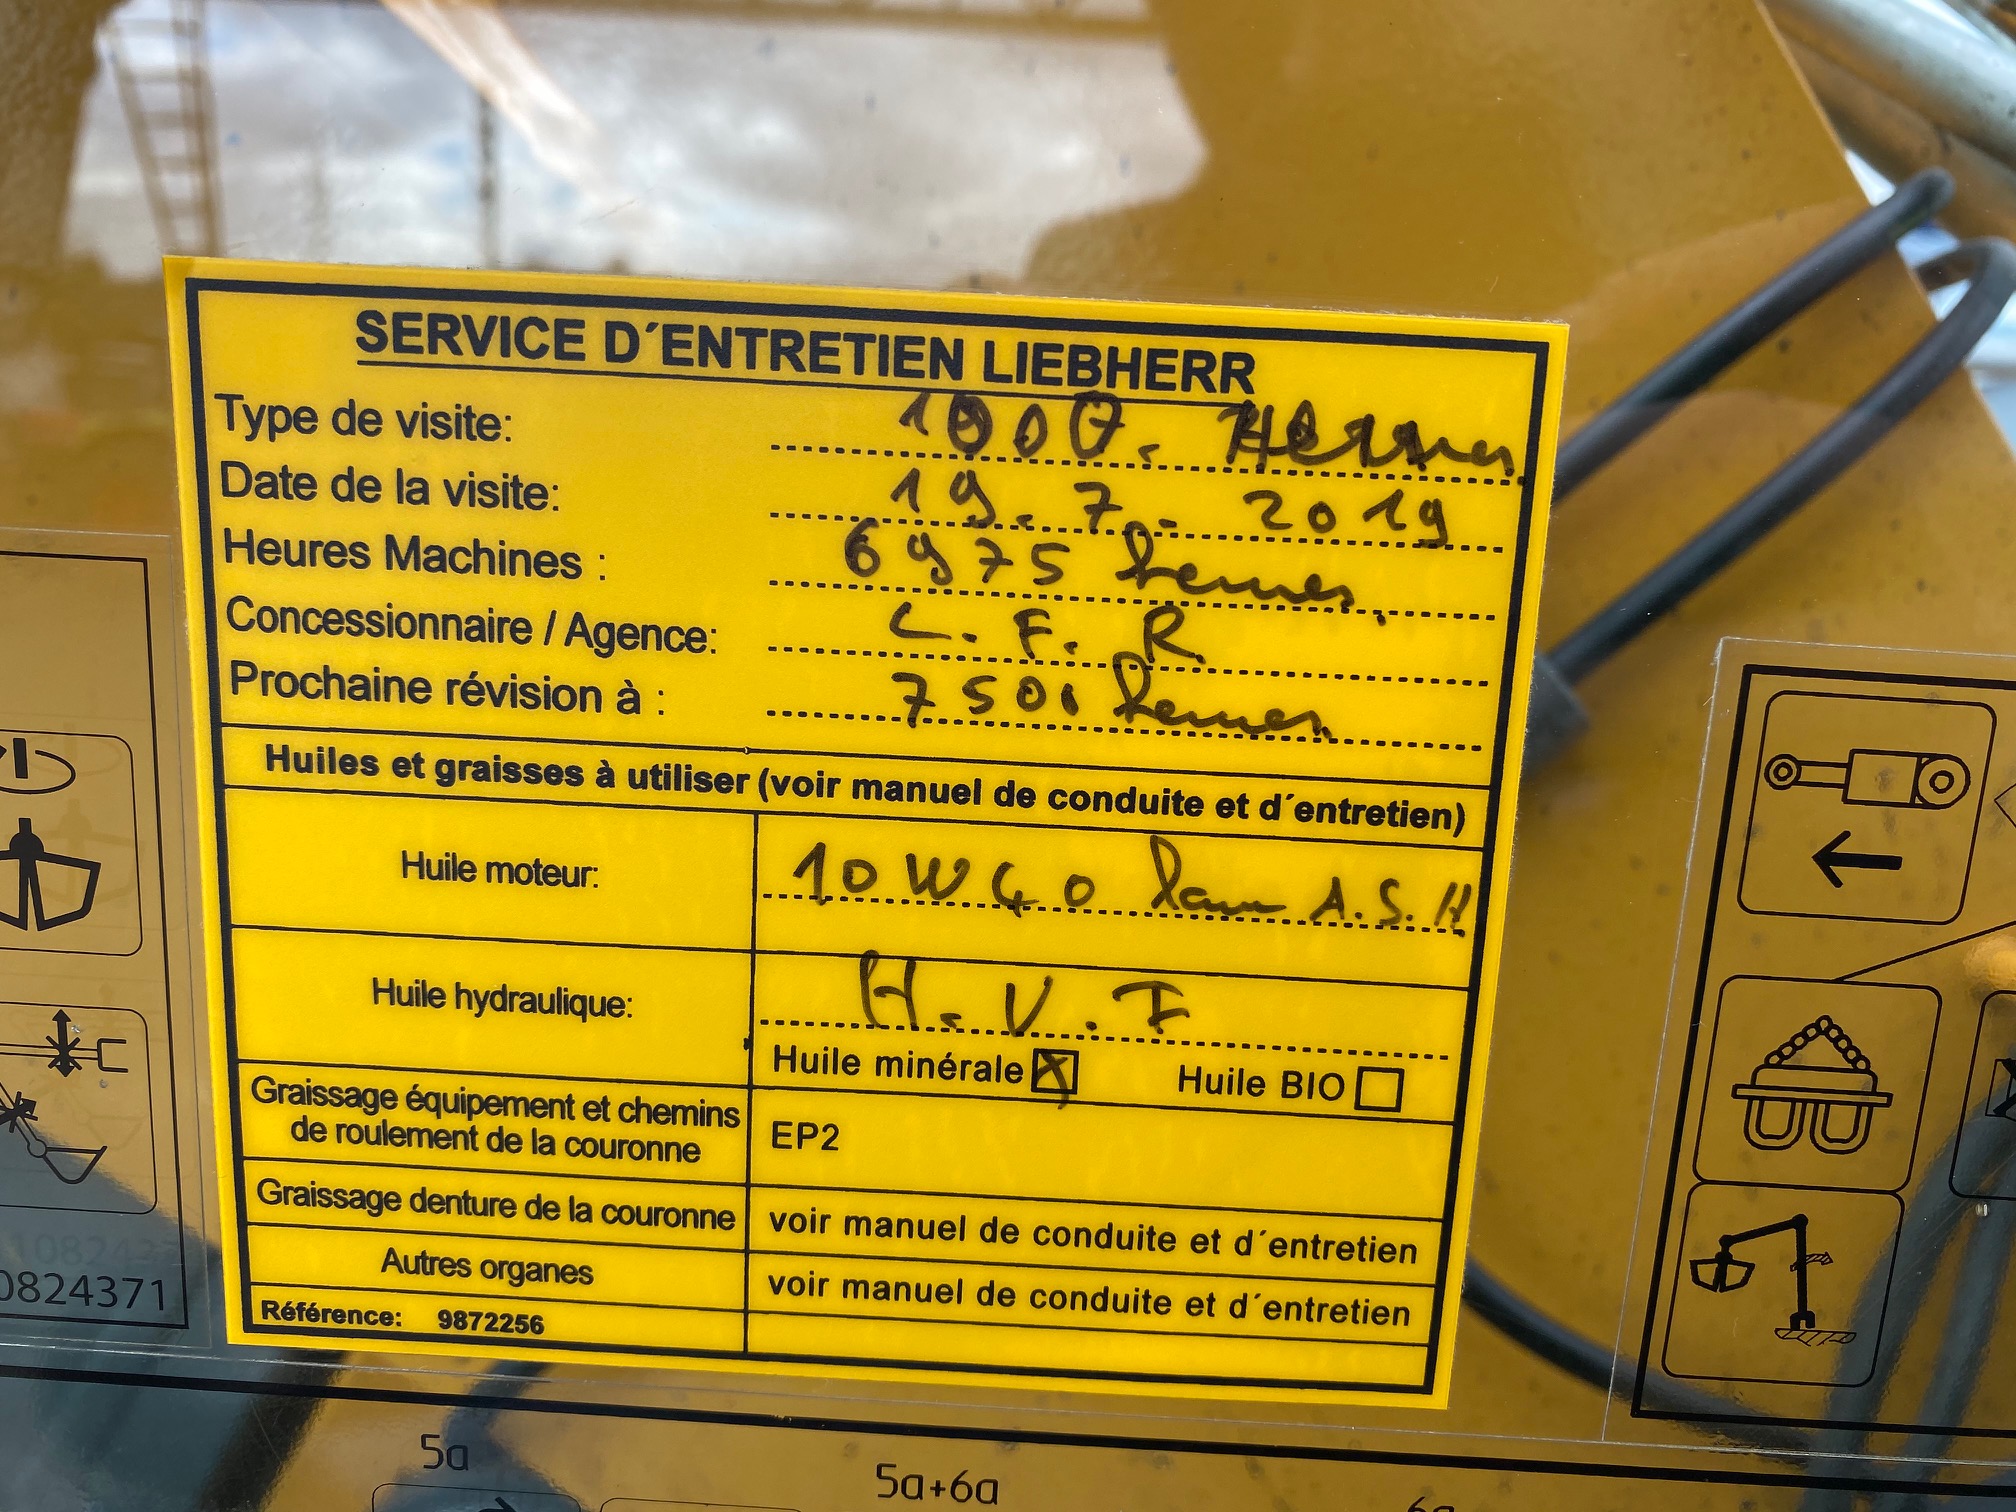 SERVICE D´ENTRETIEN LIEBHERR
Type de visite: 1000. Heures
Date de la visite: 19.7.2019
Heures Machines : 6975 heures.
Concessionnaire / Agence: C.F.R
Prochaine révision à : 7500 heures
Huiles et graisses à utiliser (voir manuel de conduite et d´entretien)
Huile moteur: 10W40 A.S.H
Huile hydraulique: H.V.I
Huile minérale Huile BIO
Graissage équipement et chemins
de roulement de la couronne EP2
Graissage denture de la couronne voir manuel de conduite et d´entretien
Autres organes voir manuel de conduite et d´entretien
Référence: 9872256
0824371
5a
5a+6a